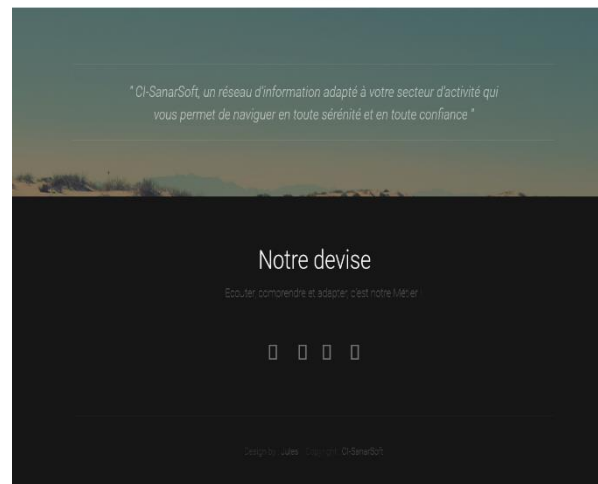 " CI-SanarSoft, un réseau d'information adapté à votre secteur d'activité qui
vous permet de naviguer en toute sérénité et en toute confiance "
Notre devise
Ecouter, comprendre et adapter, c'est notre Métier
Design by : Jules Copyright : CI-SanarSoft